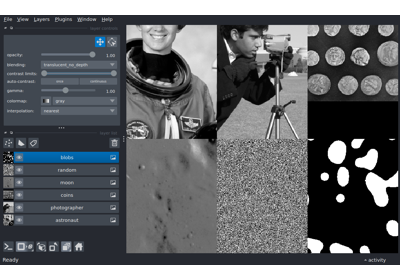 File View Layers Plugins Window Help
opacity: 1.00
blending: translucent_no_depth
contrast limits:
auto-contrast: once continuous
gamma: 1.00
colormap: gray
interpolation: nearest
blobs
random
moon
coins
photographer
astronaut
Ready activity